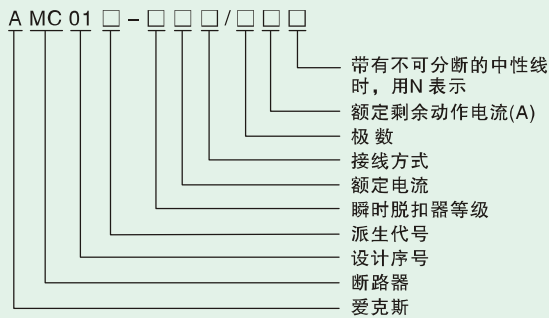 A MC 01 □ - □ □ □ / □ □ □
带有不可分断的中性线
时，用N 表示
额定剩余动作电流(A)
极 数
接线方式
额定电流
瞬时脱扣器等级
派生代号
设计序号
断路器
爱克斯